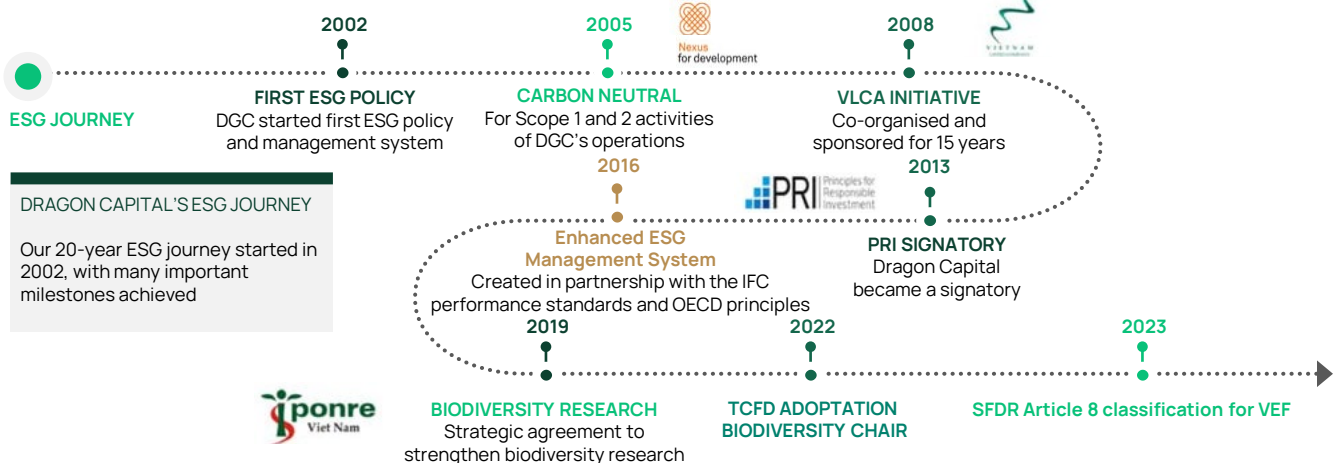 2002
2005
Nexus
for development
2008
VIETNAM
ESG JOURNEY
FIRST ESG POLICY
DGC started first ESG policy
and management system
CARBON NEUTRAL
For Scope 1 and 2 activities
of DGC's operations
VLCA INITIATIVE
Co-organised and
sponsored for 15 years
DRAGON CAPITAL'S ESG JOURNEY
Our 20-year ESG journey started in
2002, with many important
milestones achieved
2016
Enhanced ESG
Management System
Created in partnership with the IFC
performance standards and OECD principles
PRI Principles for
Responsible
Investment
2013
PRI SIGNATORY
Dragon Capital
became a signatory
2019
2022
2023
iponre
Viet Nam
BIODIVERSITY RESEARCH
Strategic agreement to
strengthen biodiversity research
TCFD ADOPTION
BIODIVERSITY CHAIR
SFDR Article 8 classification for VEF